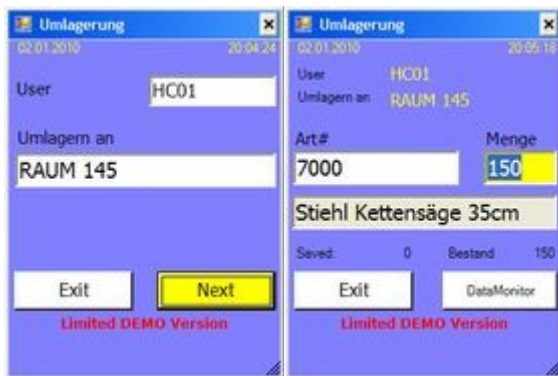 Umlagerung
02.01.2010 20:04:24
User HC01
Umlagern an
RAUM 145
Exit Next
Limited DEMO Version
Umlagerung
02.01.2010 20:05:18
User HC01
Umlagern an RAUM 145
Art# Menge
7000 150
Stiehl Kettensäge 35cm
Saved: 0 Bestand 150
Exit DataMonitor
Limited DEMO Version